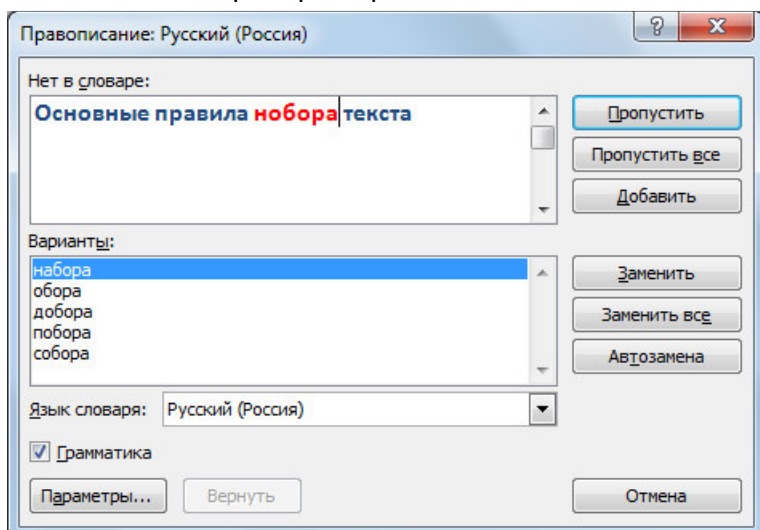 Правописание: Русский (Россия)
Нет в словаре:
Основные правила нобора текста
Пропустить
Пропустить все
Добавить
Варианты:
набора
обора
добора
побора
собора
Заменить
Заменить все
Автозамена
Язык словаря: Русский (Россия)
Грамматика
Параметры... Вернуть Отмена